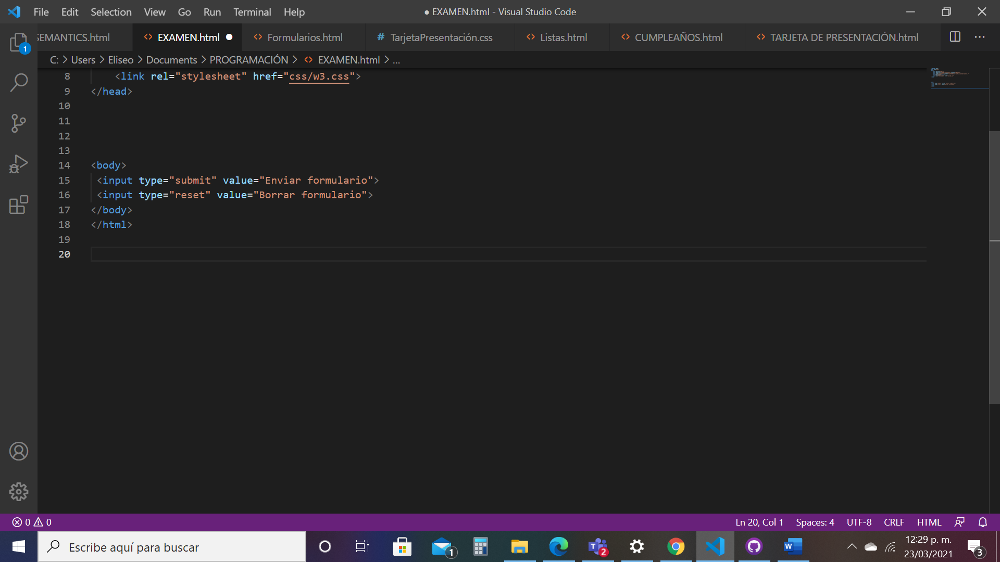 File Edit Selection View Go Run Terminal Help ● EXAMEN.html - Visual Studio Code
SEMANTICS.html <> EXAMEN.html ● <> Formularios.html # TarjetaPresentación.css <> Listas.html <> CUMPLEAÑOS.html <> TARJETA DE PRESENTACIÓN.html ...
1
C: > Users > Eliseo > Documents > PROGRAMACIÓN > <> EXAMEN.html > ...
8 <link rel="stylesheet" href="css/w3.css">
9 </head>
10
11
12
13
14 <body>
15 <input type="submit" value="Enviar formulario">
16 <input type="reset" value="Borrar formulario">
17 </body>
18 </html>
19
20
0 0 Ln 20, Col 1 Spaces: 4 UTF-8 CRLF HTML
Escribe aquí para buscar 1 T 2 W 12:29 p. m.
23/03/2021 3